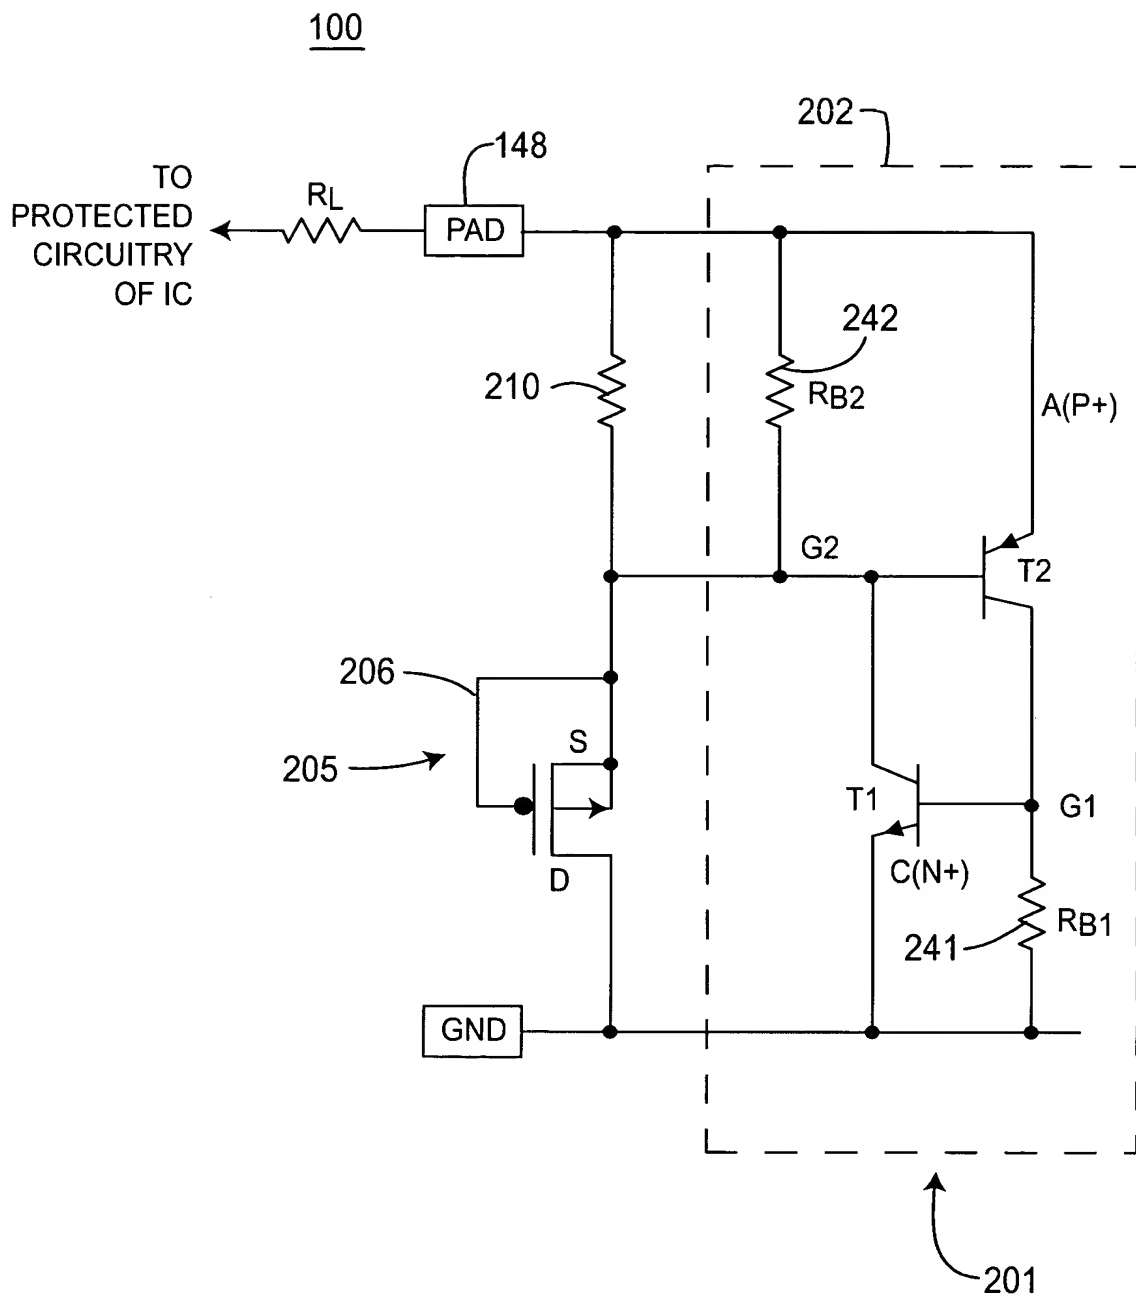 100
202
148
TO
PROTECTED
CIRCUITRY
OF IC
RL
PAD
242
210
RB2
A(P+)
G2
T2
206
205
S
T1
G1
D
C(N+)
241
RB1
GND
201